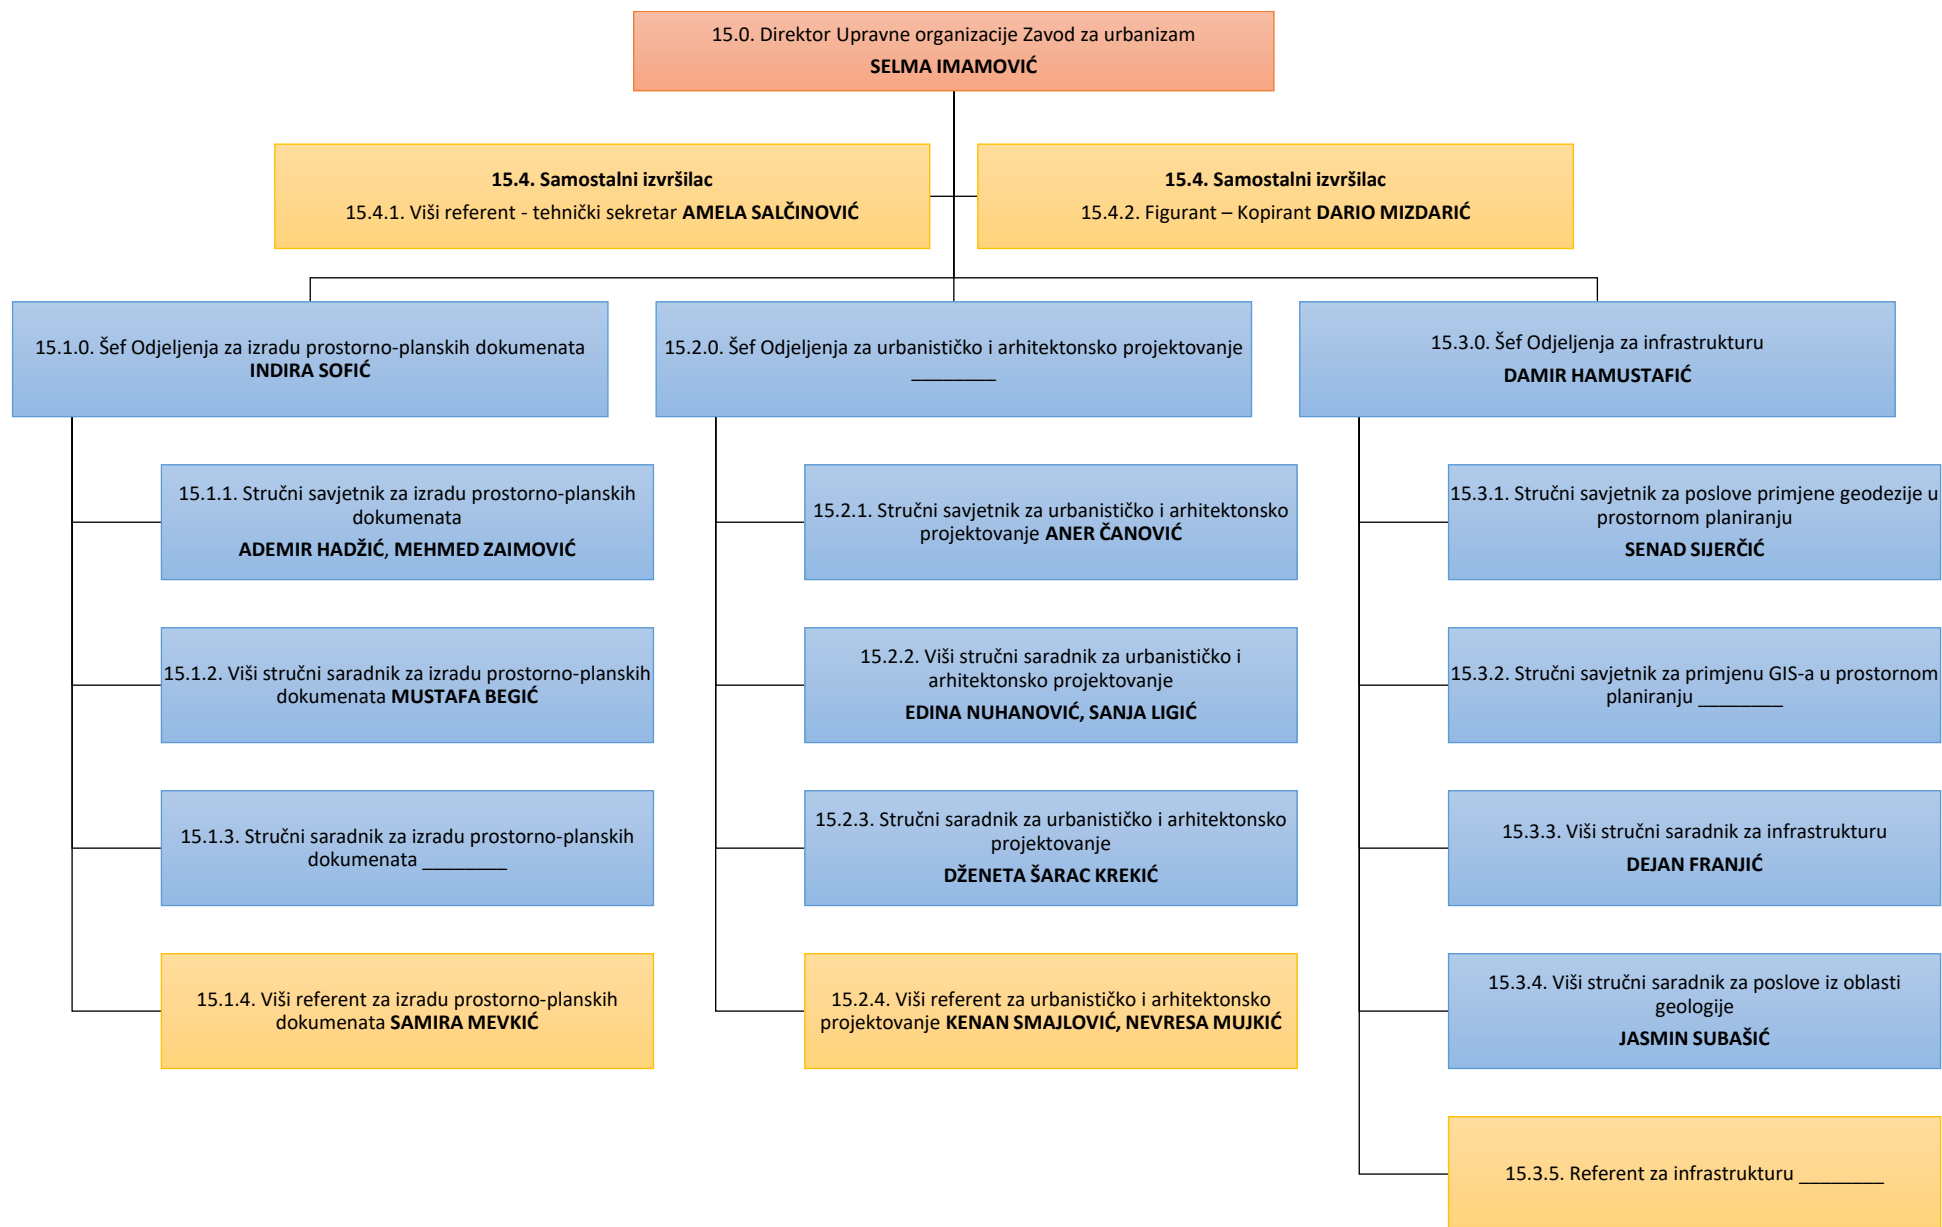 15.0. Direktor Upravne organizacije Zavod za urbanizam
SELMA IMAMOVIĆ
15.4. Samostalni izvršilac
15.4.1. Viši referent - tehnički sekretar AMELA SALČINOVIĆ
15.4. Samostalni izvršilac
15.4.2. Figurant – Kopirant DARIO MIZDARIĆ
15.1.0. Šef Odjeljenja za izradu prostorno-planskih dokumenata
INDIRA SOFIĆ
15.1.1. Stručni savjetnik za izradu prostorno-planskih
dokumenata
ADEMIR HADŽIĆ, MEHMED ZAIMOVIĆ
15.1.2. Viši stručni saradnik za izradu prostorno-planskih
dokumenata MUSTAFA BEGIĆ
15.1.3. Stručni saradnik za izradu prostorno-planskih
dokumenata ________
15.1.4. Viši referent za izradu prostorno-planskih
dokumenata SAMIRA MEVKIĆ
15.2.0. Šef Odjeljenja za urbanističko i arhitektonsko projektovanje
________
15.2.1. Stručni savjetnik za urbanističko i arhitektonsko
projektovanje ANER ČANOVIĆ
15.2.2. Viši stručni saradnik za urbanističko i
arhitektonsko projektovanje
EDINA NUHANOVIĆ, SANJA LIGIĆ
15.2.3. Stručni saradnik za urbanističko i arhitektonsko
projektovanje
DŽENETA ŠARAC KREKIĆ
15.2.4. Viši referent za urbanističko i arhitektonsko
projektovanje KENAN SMAJLOVIĆ, NEVRESA MUJKIĆ
15.3.0. Šef Odjeljenja za infrastrukturu
DAMIR HAMUSTAFIĆ
15.3.1. Stručni savjetnik za poslove primjene geodezije u
prostornom planiranju
SENAD SIJERČIĆ
15.3.2. Stručni savjetnik za primjenu GIS-a u prostornom
planiranju ________
15.3.3. Viši stručni saradnik za infrastrukturu
DEJAN FRANJIĆ
15.3.4. Viši stručni saradnik za poslove iz oblasti
geologije
JASMIN SUBAŠIĆ
15.3.5. Referent za infrastrukturu ________